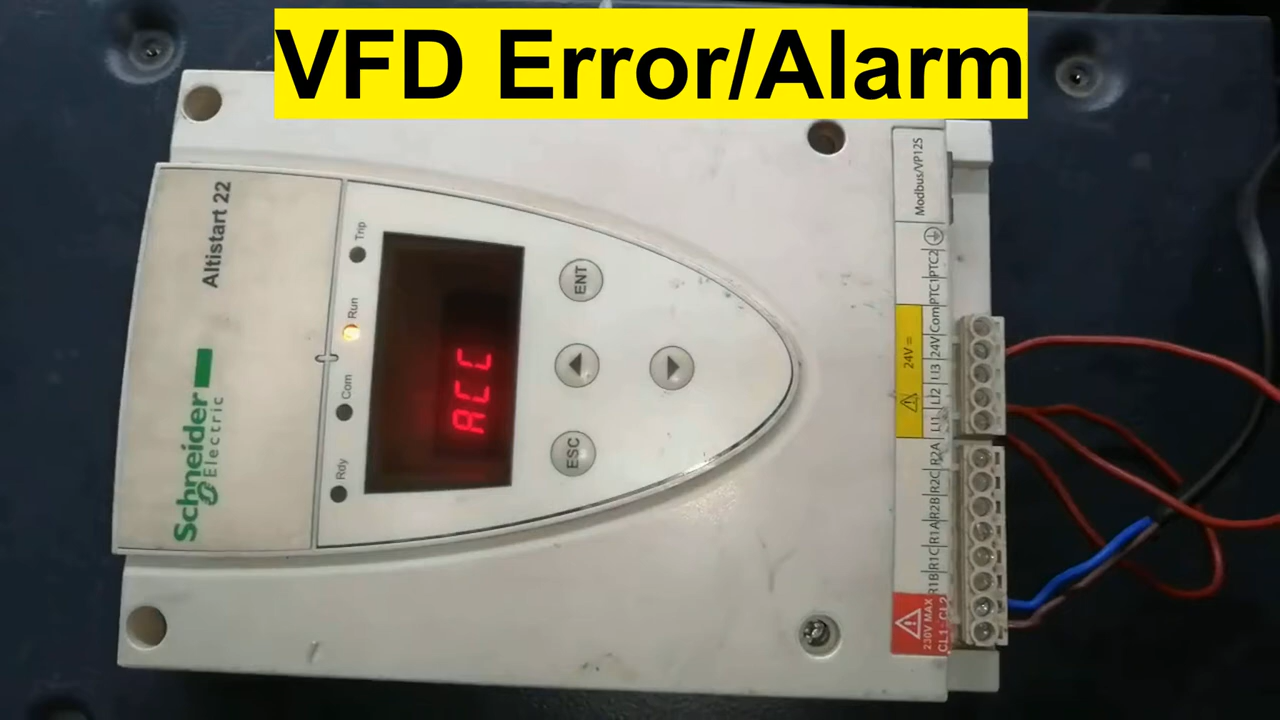 VFD Error/Alarm
Schneider
Electric
Altistart 22
Rdy
Com
Run
Trip
ACC
ESC
ENT
Modbus/VP12S
PTC2
PTC1
Com
24V
LI3
LI2
LI1
24V =
R2A
R2C
R2B
R1A
R1C
R1B
230V MAX
CL1~CL2